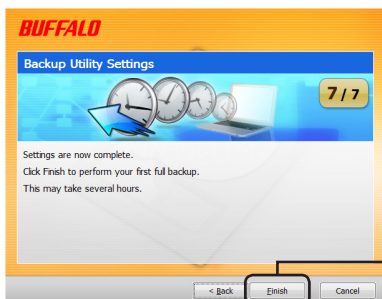 BUFFALO
Backup Utility Settings
7 / 7
Settings are now complete.
Click Finish to perform your first full backup.
This may take several hours.
< Back
Finish
Cancel